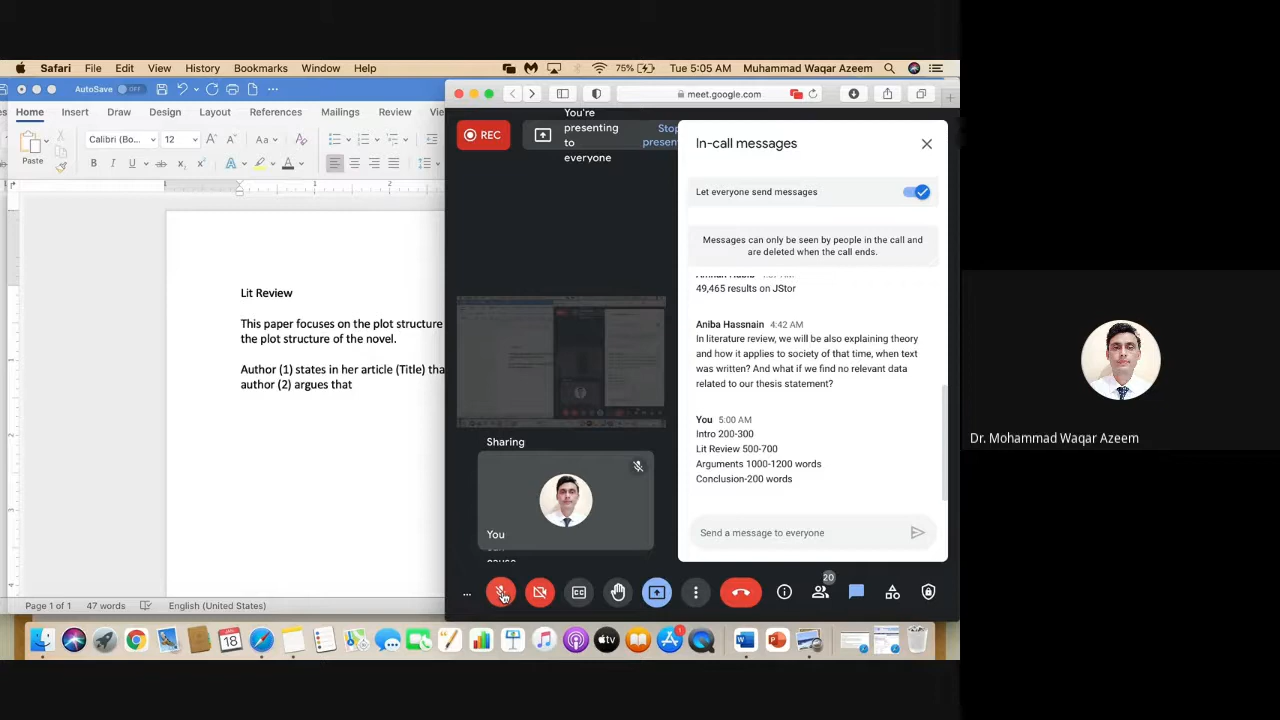 Safari File Edit View History Bookmarks Window Help 75% Tue 5:05 AM Muhammad Waqar Azeem
AutoSave OFF
Home Insert Draw Design Layout References Mailings Review View
Paste Calibri (Bo... 12
Lit Review
This paper focuses on the plot structure
the plot structure of the novel.
Author (1) states in her article (Title) tha
author (2) argues that
Page 1 of 1 47 words English (United States)
meet.google.com
REC
You're
presenting
to
everyone
Stop
presen
Sharing
You
In-call messages
Let everyone send messages
Messages can only be seen by people in the call and
are deleted when the call ends.
49,465 results on JStor
Aniba Hassnain 4:42 AM
In literature review, we will be also explaining theory
and how it applies to society of that time, when text
was written? And what if we find no relevant data
related to our thesis statement?
You 5:00 AM
Intro 200-300
Lit Review 500-700
Arguments 1000-1200 words
Conclusion-200 words
Send a message to everyone
20
Dr. Mohammad Waqar Azeem